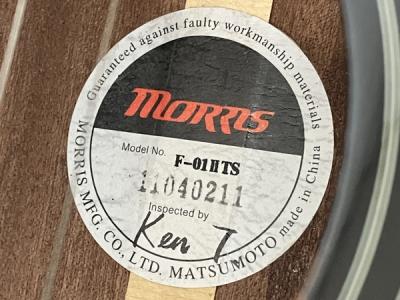 Guaranteed against faulty workmanship materials
MORRIS
Model No. F-01ⅡTS
11040211
Inspected by
Ken T.
MORRIS MFG. CO., LTD. MATSUMOTO made in China